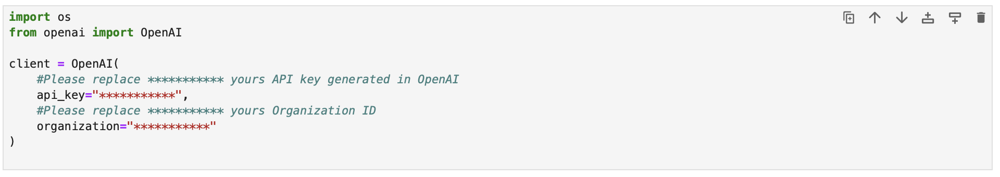 import os
from openai import OpenAI
client = OpenAI(
#Please replace *********** yours API key generated in OpenAI
api_key="***********",
#Please replace *********** yours Organization ID
organization="***********"
)